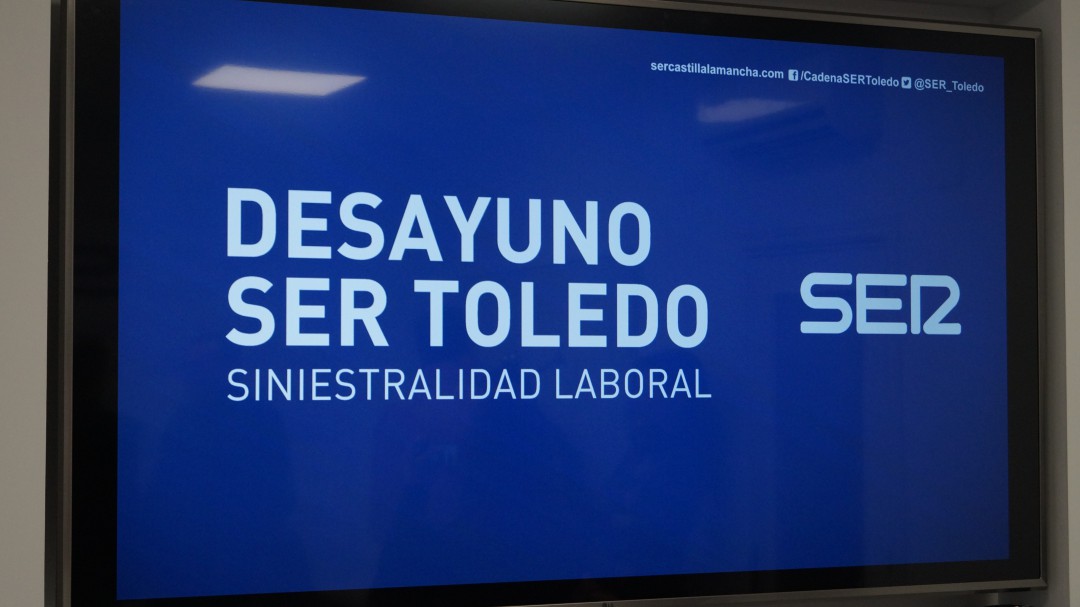 sercastillalamancha.com /CadenaSERToledo @SER_Toledo
DESAYUNO
SER TOLEDO
SINIESTRALIDAD LABORAL
SER